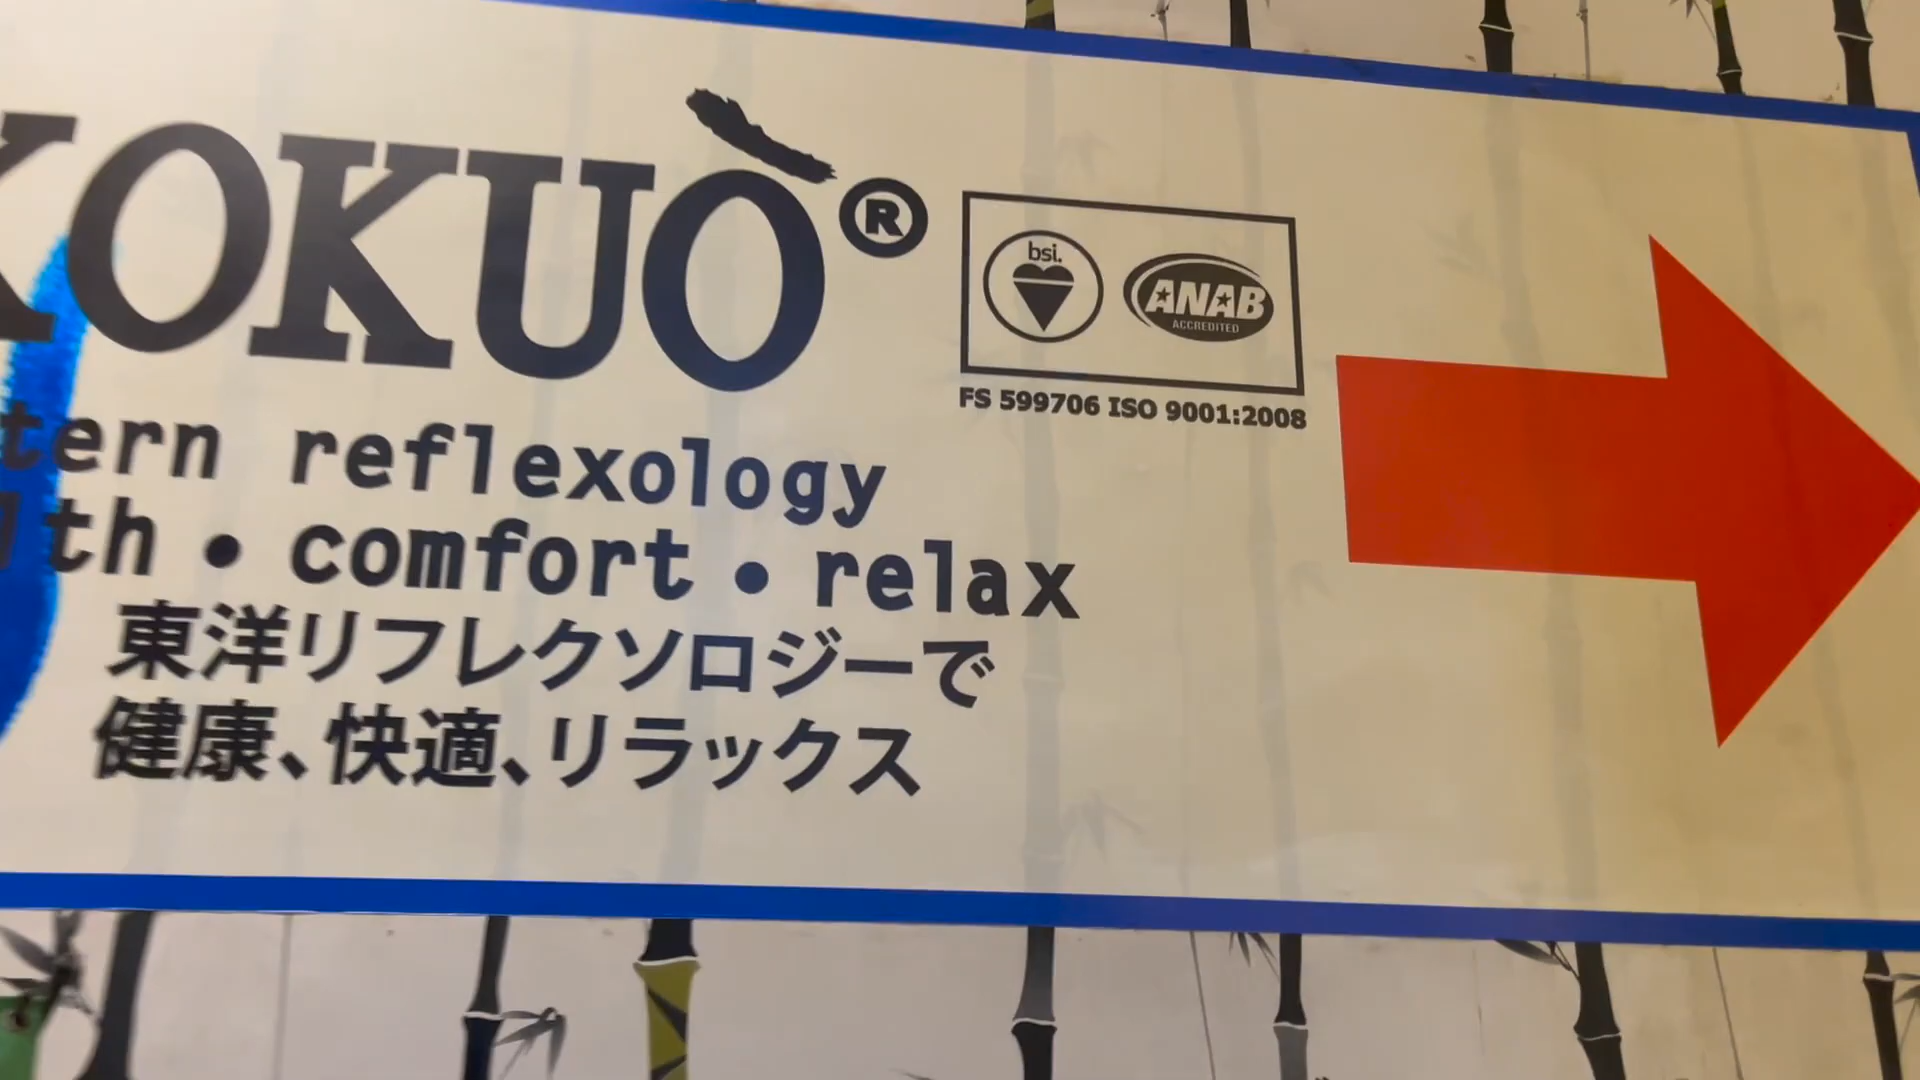 KOKUÒ®
bsi.
ANAB
ACCREDITED
FS 599706 ISO 9001:2008
tern reflexology
lth • comfort • relax
東洋リフレクソロジーで
健康、快適、リラックス